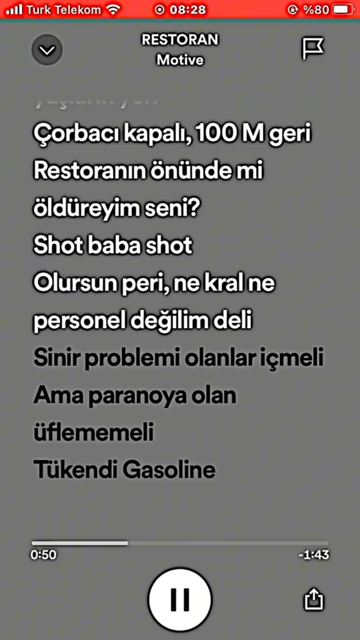 Turk Telekom 08:28 %80
RESTORAN
Motive
Çorbacı kapalı, 100 M geri
Restoranın önünde mi
öldüreyim seni?
Shot baba shot
Olursun peri, ne kral ne
personel değilim deli
Sinir problemi olanlar içmeli
Ama paranoya olan
üflememeli
Tükendi Gasoline
0:50 -1:43